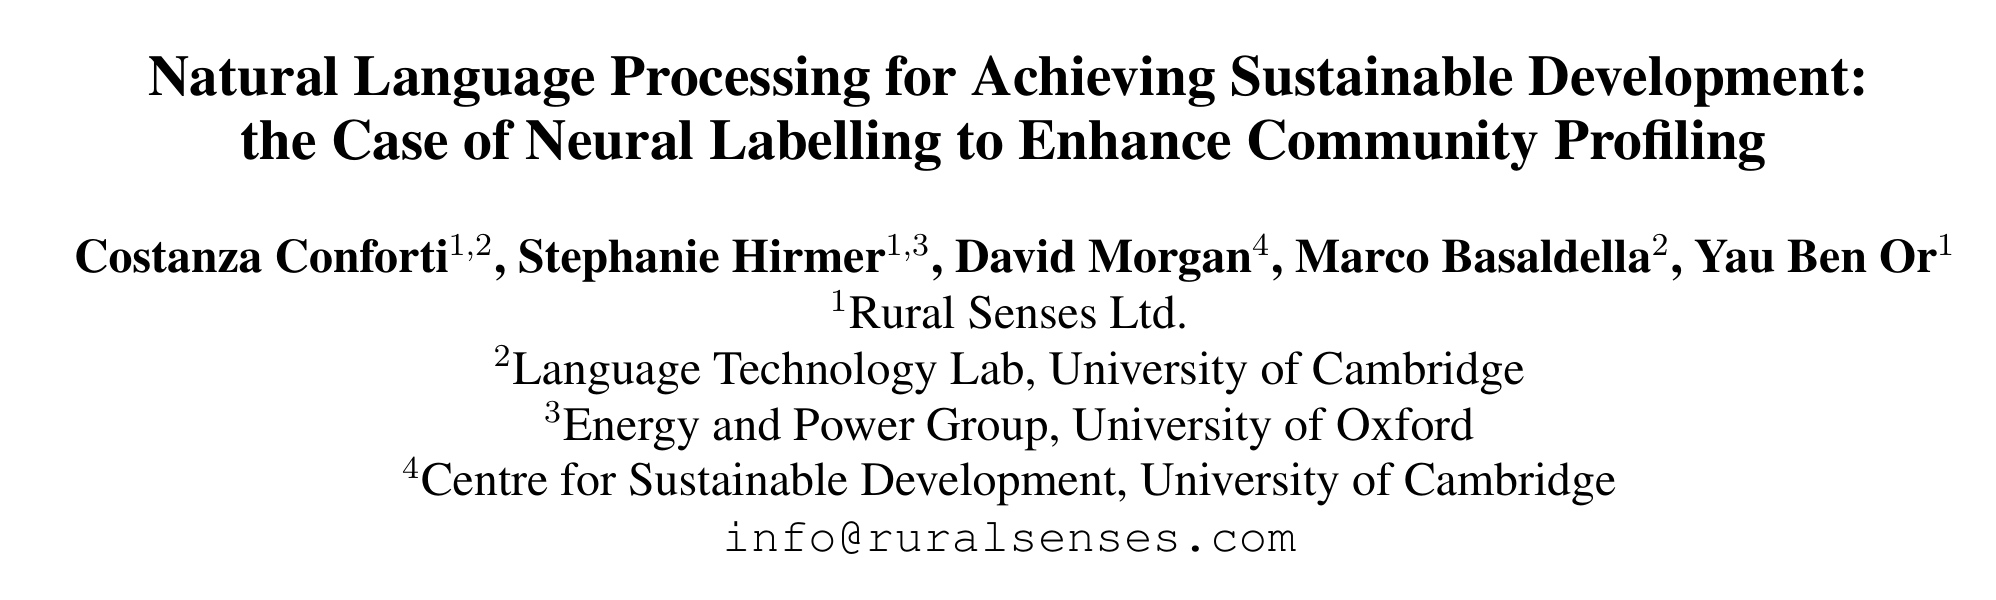 Natural Language Processing for Achieving Sustainable Development:
the Case of Neural Labelling to Enhance Community Profiling
Costanza Conforti1,2, Stephanie Hirmer1,3, David Morgan4, Marco Basaldella2, Yau Ben Or1
1Rural Senses Ltd.
2Language Technology Lab, University of Cambridge
3Energy and Power Group, University of Oxford
4Centre for Sustainable Development, University of Cambridge
info@ruralsenses.com